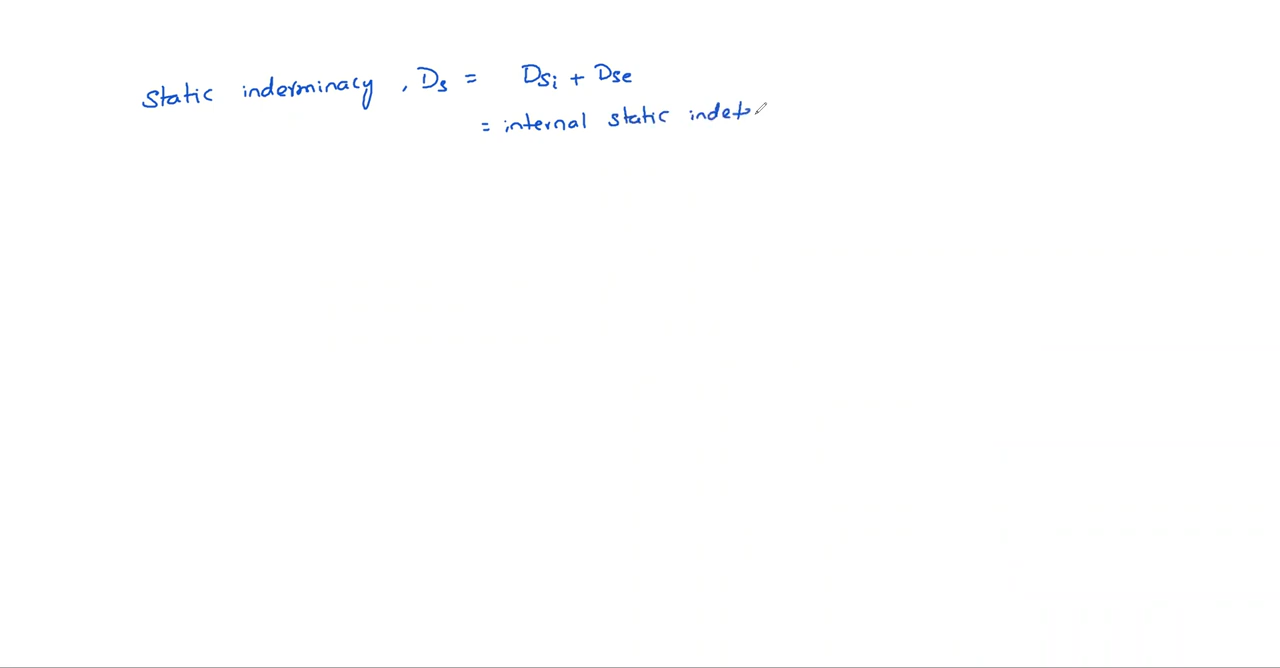 Static inderminacy , Ds = Dsi + Dse
= internal static indet